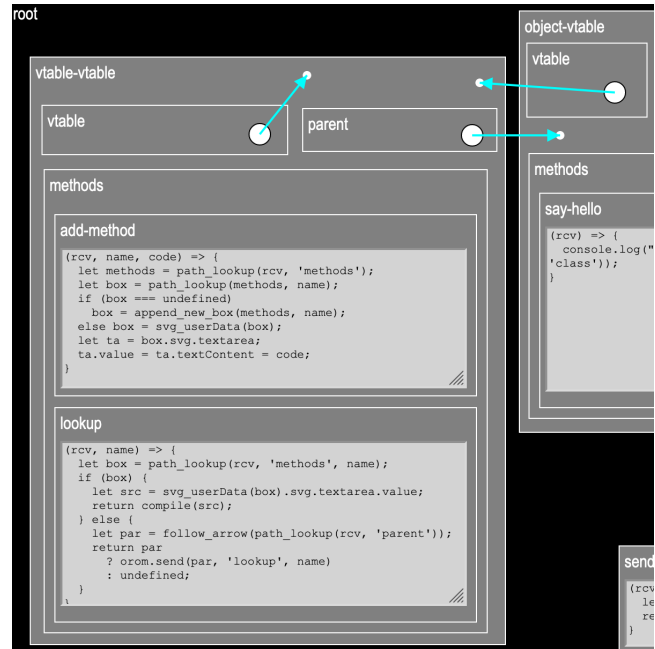 root
vtable-vtable
vtable
parent
methods
add-method
(rcv, name, code) => {
  let methods = path_lookup(rcv, 'methods');
  let box = path_lookup(methods, name);
  if (box === undefined)
    box = append_new_box(methods, name);
  else box = svg_userData(box);
  let ta = box.svg.textarea;
  ta.value = ta.textContent = code;
}
lookup
(rcv, name) => {
  let box = path_lookup(rcv, 'methods', name);
  if (box) {
    let src = svg_userData(box).svg.textarea.value;
    return compile(src);
  } else {
    let par = follow_arrow(path_lookup(rcv, 'parent'));
    return par
      ? orom.send(par, 'lookup', name)
      : undefined;
  }
}
object-vtable
vtable
methods
say-hello
(rcv) => {
  console.log("
'class'));
}
send
(rcv
  le
  re
}